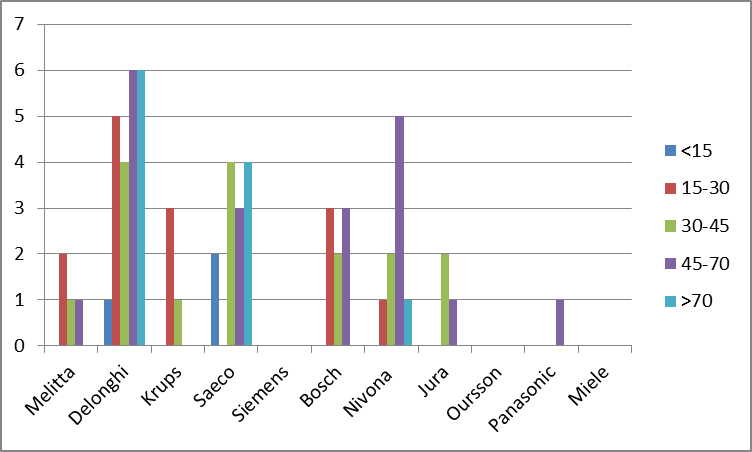 7
6
5
4
3
2
1
0
Melitta
Delonghi
Krups
Saeco
Siemens
Bosch
Nivona
Jura
Oursson
Panasonic
Miele
<15
15-30
30-45
45-70
>70